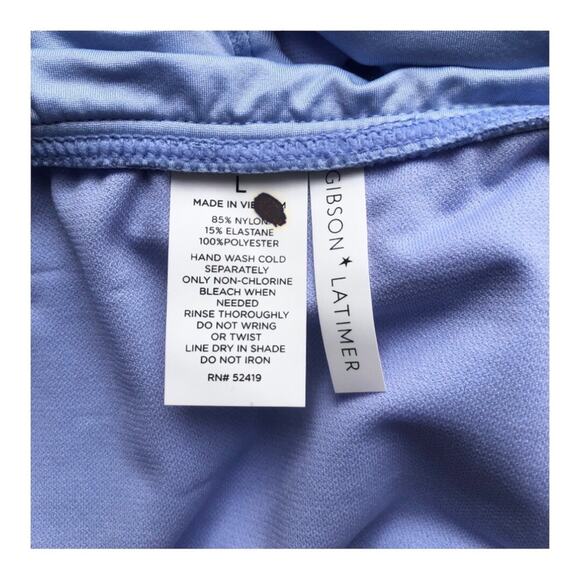 L
MADE IN
85% NYLON
15% ELASTANE
100%POLYESTER
HAND WASH COLD
SEPARATELY
ONLY NON-CHLORINE
BLEACH WHEN
NEEDED
RINSE THOROUGHLY
DO NOT WRING
OR TWIST
LINE DRY IN SHADE
DO NOT IRON
RN# 52419
GIBSON★LATIMER